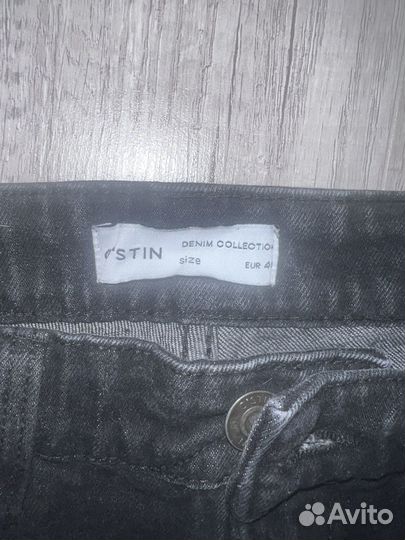 O'STIN DENIM COLLECTIO
size EUR 4
Avito